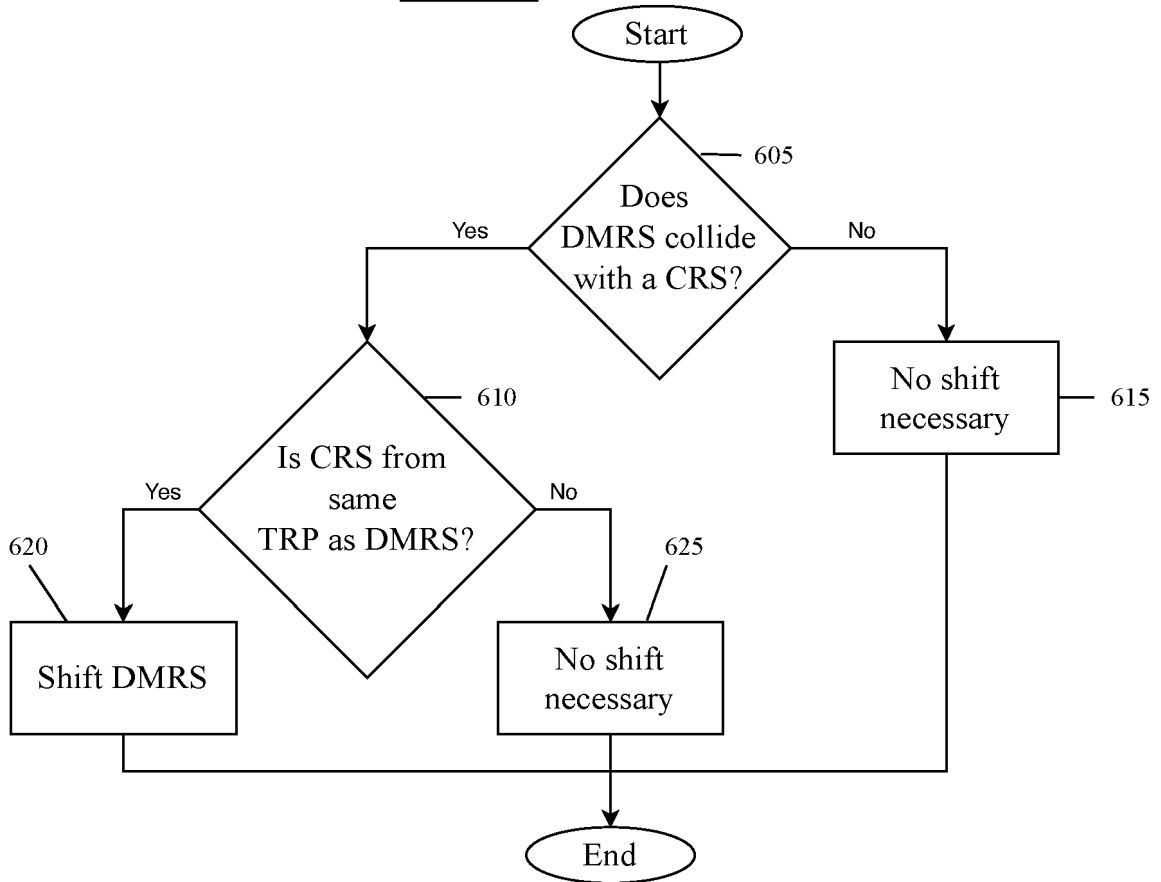 Start
605
Does
DMRS collide
with a CRS?
Yes
No
610
No shift
necessary
615
Is CRS from
same
TRP as DMRS?
Yes
No
620
625
Shift DMRS
No shift
necessary
End